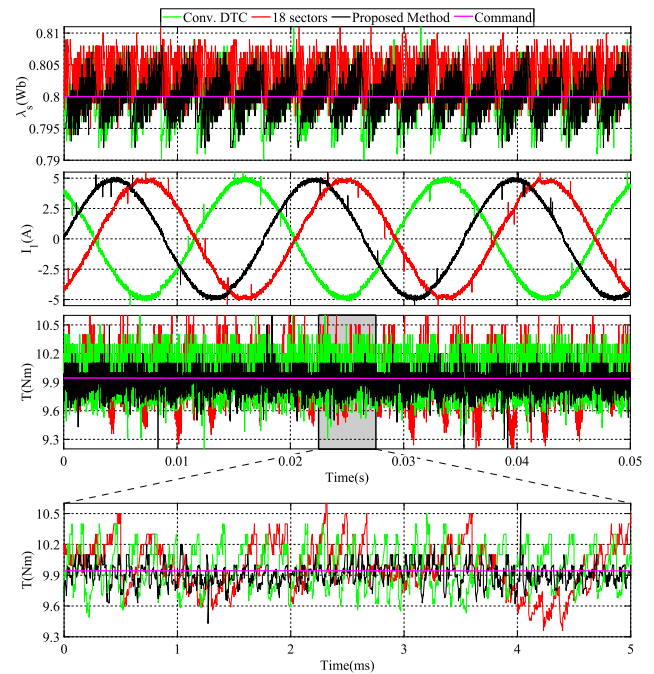 Conv. DTC 18 sectors Proposed Method Command
0.81
0.805
0.8
0.795
0.79
λs(Wb)
5
2.5
0
-2.5
-5
I1(A)
10.5
10.2
9.9
9.6
9.3
T(Nm)
0 0.01 0.02 0.03 0.04 0.05
Time(s)
10.5
10.2
9.9
9.6
9.3
T(Nm)
0 1 2 3 4 5
Time(ms)